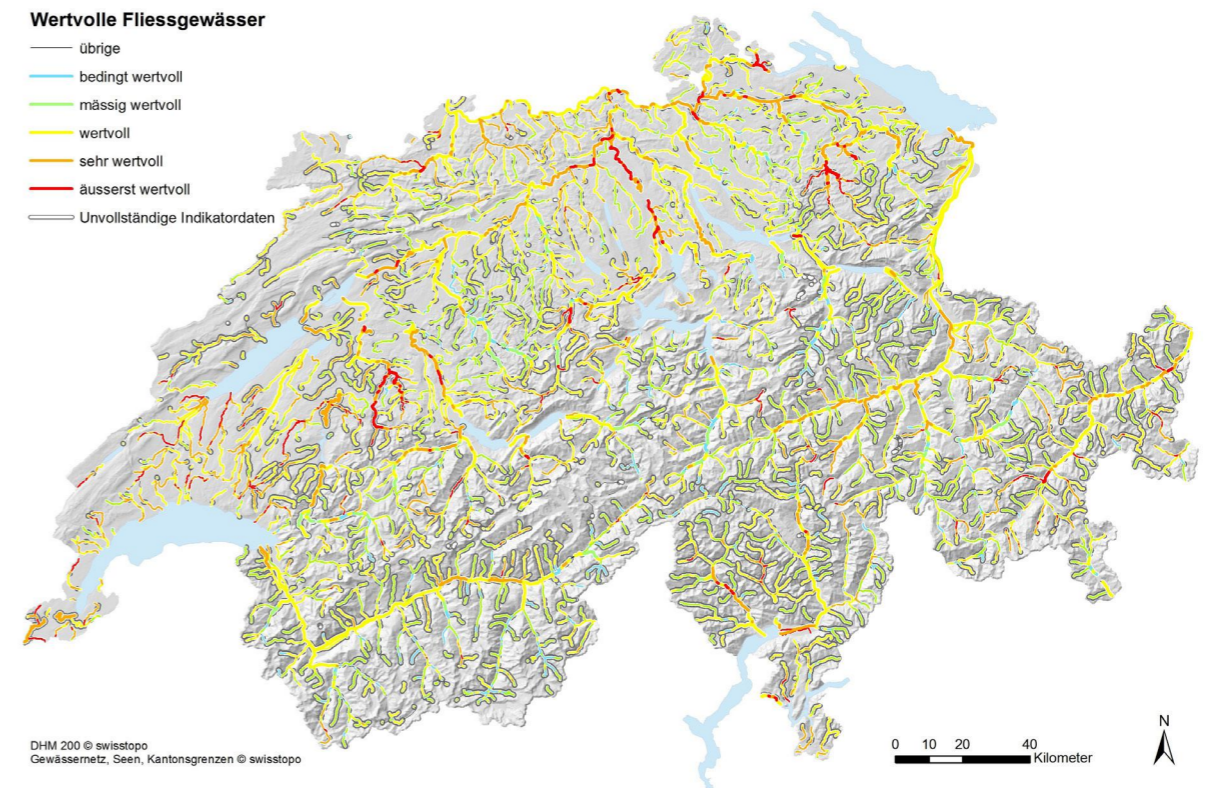 Wertvolle Fliessgewässer
übrige
bedingt wertvoll
mässig wertvoll
wertvoll
sehr wertvoll
äusserst wertvoll
Unvollständige Indikatordaten
DHM 200 © swisstopo
Gewässernetz, Seen, Kantonsgrenzen © swisstopo
0 10 20 40
Kilometer
N